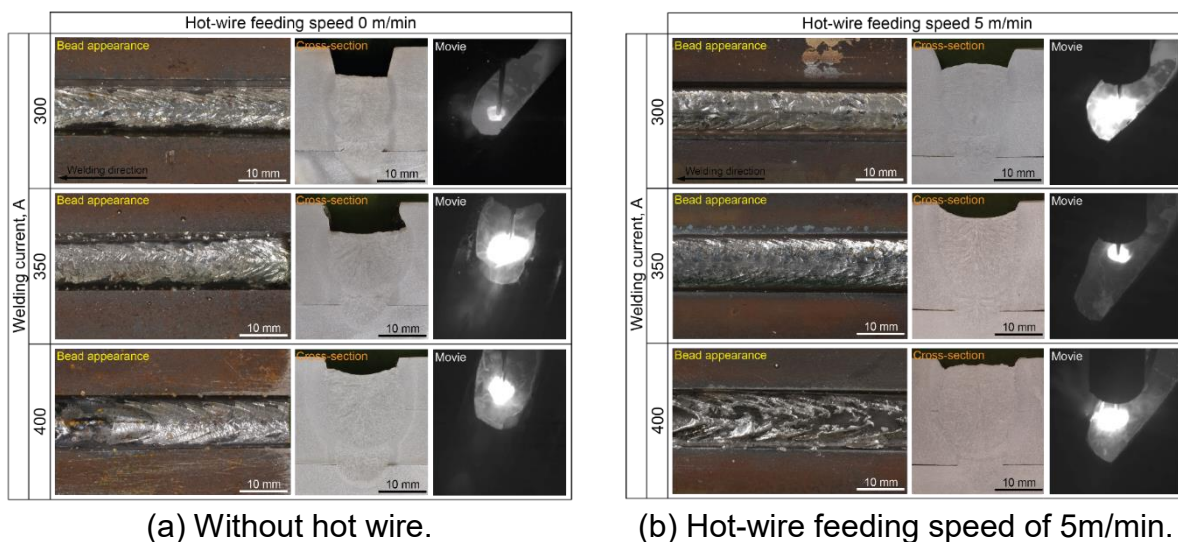 Hot-wire feeding speed 0 m/min
Welding current, A
300
Bead appearance
Welding direction
10 mm
Cross-section
10 mm
Movie
350
Bead appearance
10 mm
Cross-section
10 mm
Movie
400
Bead appearance
10 mm
Cross-section
10 mm
Movie
(a) Without hot wire.
Hot-wire feeding speed 5 m/min
Welding current, A
300
Bead appearance
Welding direction
10 mm
Cross-section
10 mm
Movie
350
Bead appearance
10 mm
Cross-section
10 mm
Movie
400
Bead appearance
10 mm
Cross-section
10 mm
Movie
(b) Hot-wire feeding speed of 5m/min.